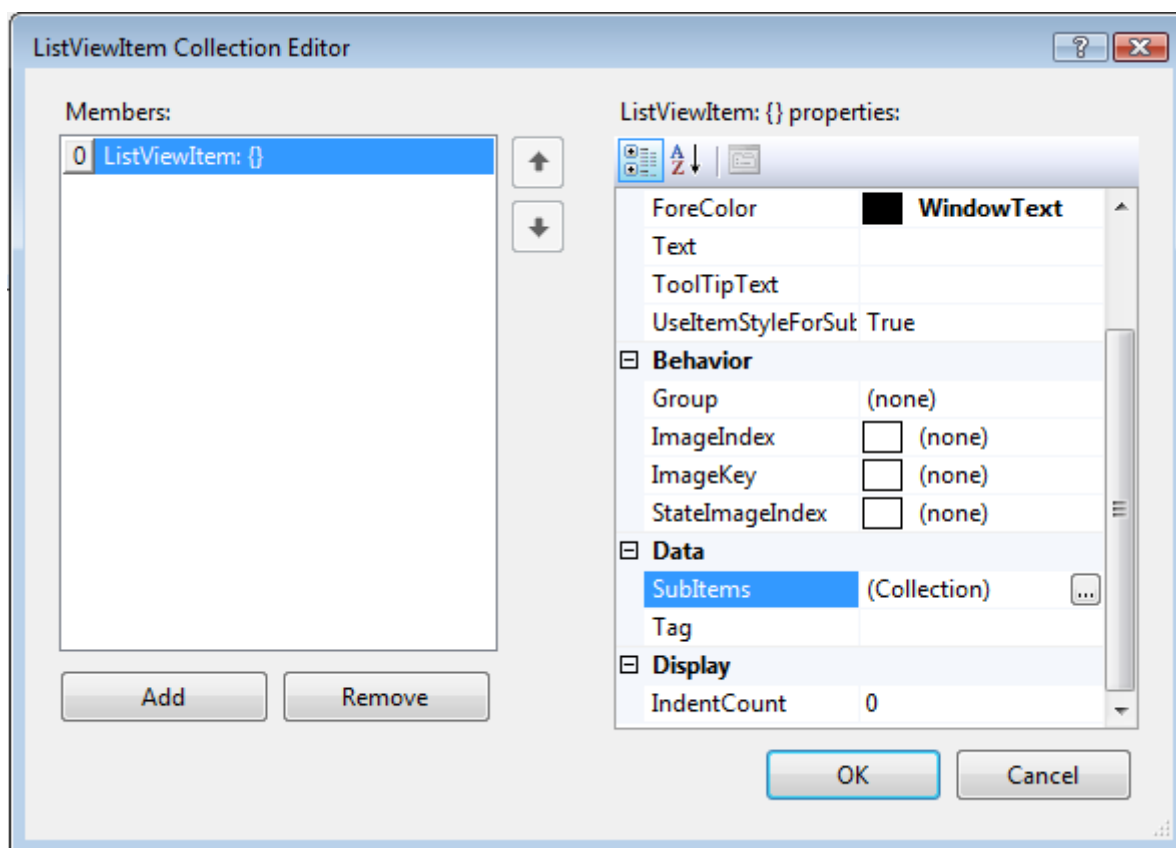 ListViewItem Collection Editor
Members:
0 ListViewItem: {}
Add
Remove
ListViewItem: {} properties:
ForeColor WindowText
Text
ToolTipText
UseItemStyleForSub True
Behavior
Group (none)
ImageIndex (none)
ImageKey (none)
StateImageIndex (none)
Data
SubItems (Collection) ...
Tag
Display
IndentCount 0
OK
Cancel